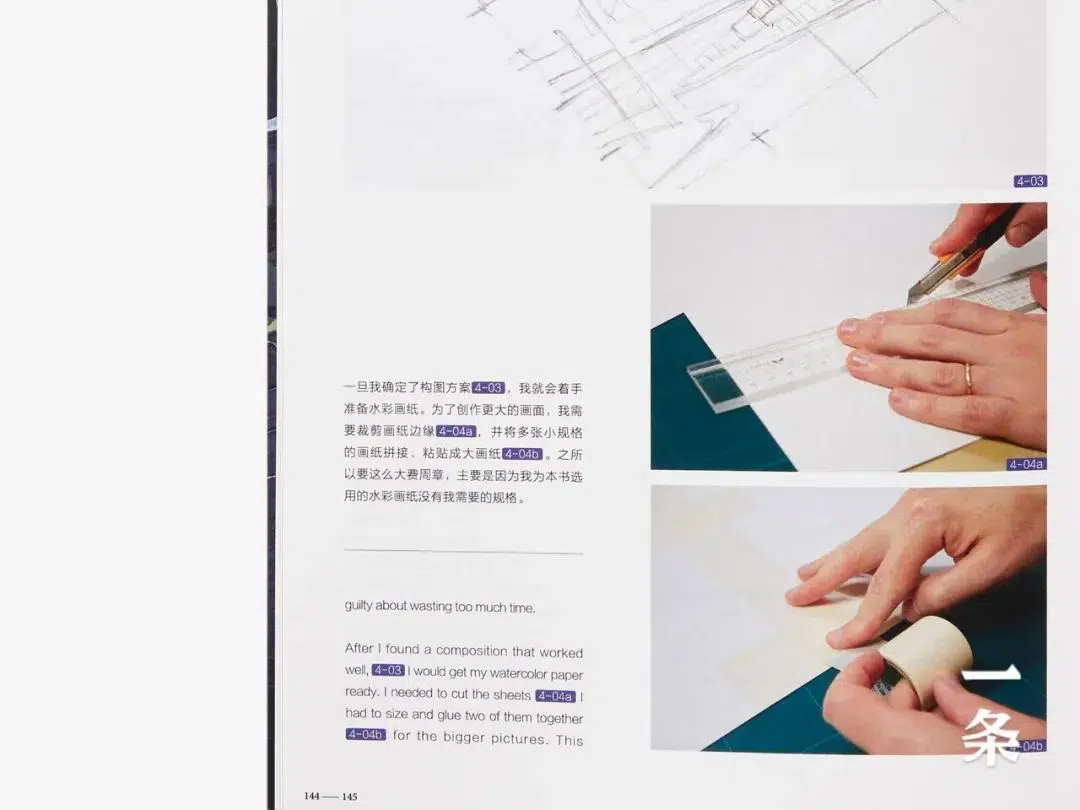 4-03
一旦我确定了构图方案 4-03 ，我就会着手
准备水彩画纸。为了创作更大的画面，我需
要裁剪画纸边缘 4-04a ，并将多张小规格
的画纸拼接、粘贴成大画纸 4-04b 。之所
以要这么大费周章，主要是因为我为本书选
用的水彩画纸没有我需要的规格。
4-04a
guilty about wasting too much time.
After I found a composition that worked
well, 4-03 I would get my watercolor paper
ready. I needed to cut the sheets 4-04a I
had to size and glue two of them together
4-04b for the bigger pictures. This
一条
4-04b
144 — 145